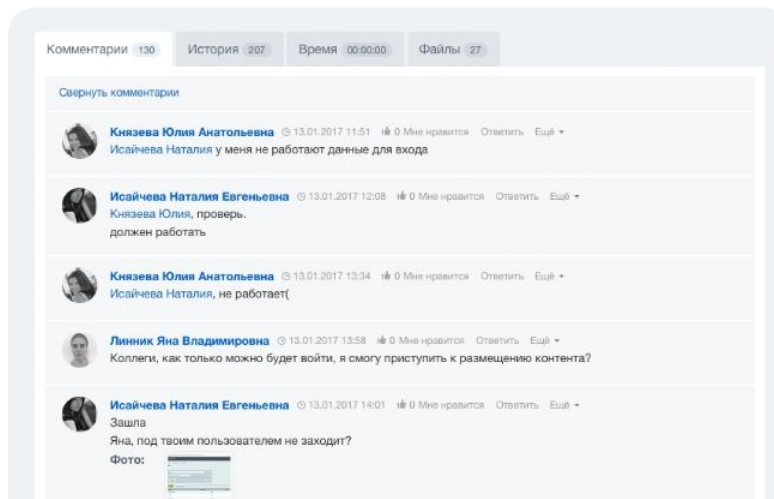 Комментарии 130 История 207 Время 00:00:00 Файлы 27
Свернуть комментарии
Князева Юлия Анатольевна 13.01.2017 11:51 0 Мне нравится Ответить Ещё
Исайчева Наталия у меня не работают данные для входа
Исайчева Наталия Евгеньевна 13.01.2017 12:08 0 Мне нравится Ответить Ещё
Князева Юлия, проверь.
должен работать
Князева Юлия Анатольевна 13.01.2017 13:34 0 Мне нравится Ответить Ещё
Исайчева Наталия, не работает(
Линник Яна Владимировна 13.01.2017 13:58 0 Мне нравится Ответить Ещё
Коллеги, как только можно будет войти, я смогу приступить к размещению контента?
Исайчева Наталия Евгеньевна 13.01.2017 14:01 0 Мне нравится Ответить Ещё
Зашла
Яна, под твоим пользователем не заходит?
Фото: